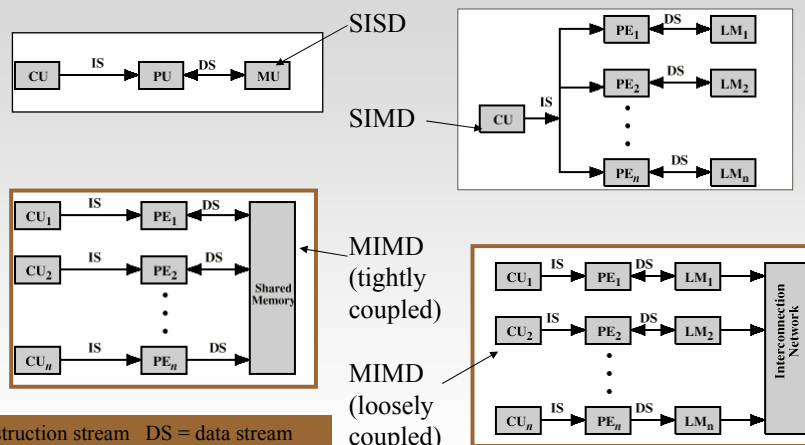 SISD
CU IS PU DS MU
SIMD
CU IS
PE1 DS LM1
PE2 DS LM2
PEn DS LMn
MIMD
(tightly
coupled)
CU1 IS PE1 DS
CU2 IS PE2 DS
CUn IS PEn DS
Shared
Memory
MIMD
(loosely
coupled)
CU1 IS PE1 DS LM1
CU2 IS PE2 DS LM2
CUn IS PEn DS LMn
Interconnection
Network
struction stream DS = data stream